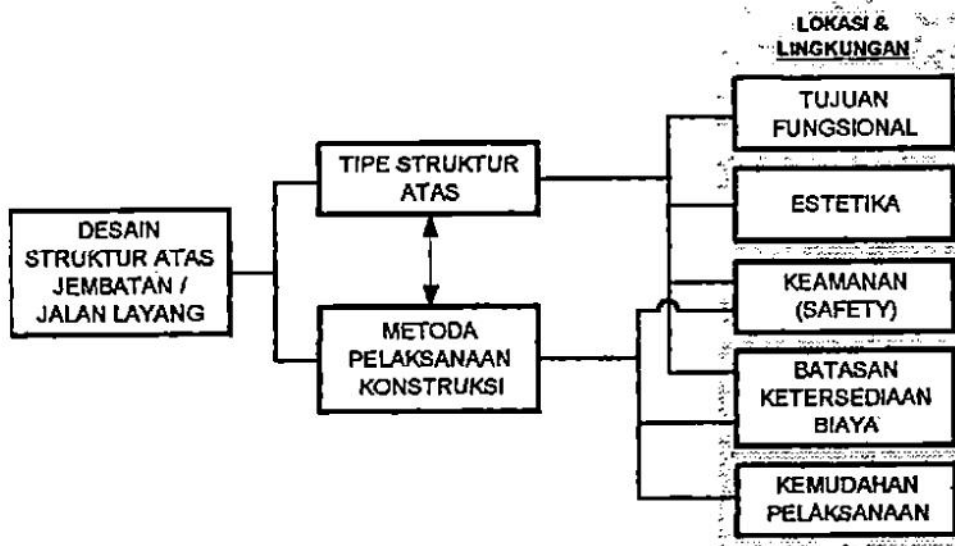 LOKASI &
LINGKUNGAN
TUJUAN
FUNGSIONAL
TIPE STRUKTUR
ATAS
ESTETIKA
DESAIN
STRUKTUR ATAS
JEMBATAN /
JALAN LAYANG
KEAMANAN
(SAFETY)
METODA
PELAKSANAAN
KONSTRUKSI
BATASAN
KETERSEDIAAN
BIAYA
KEMUDAHAN
PELAKSANAAN